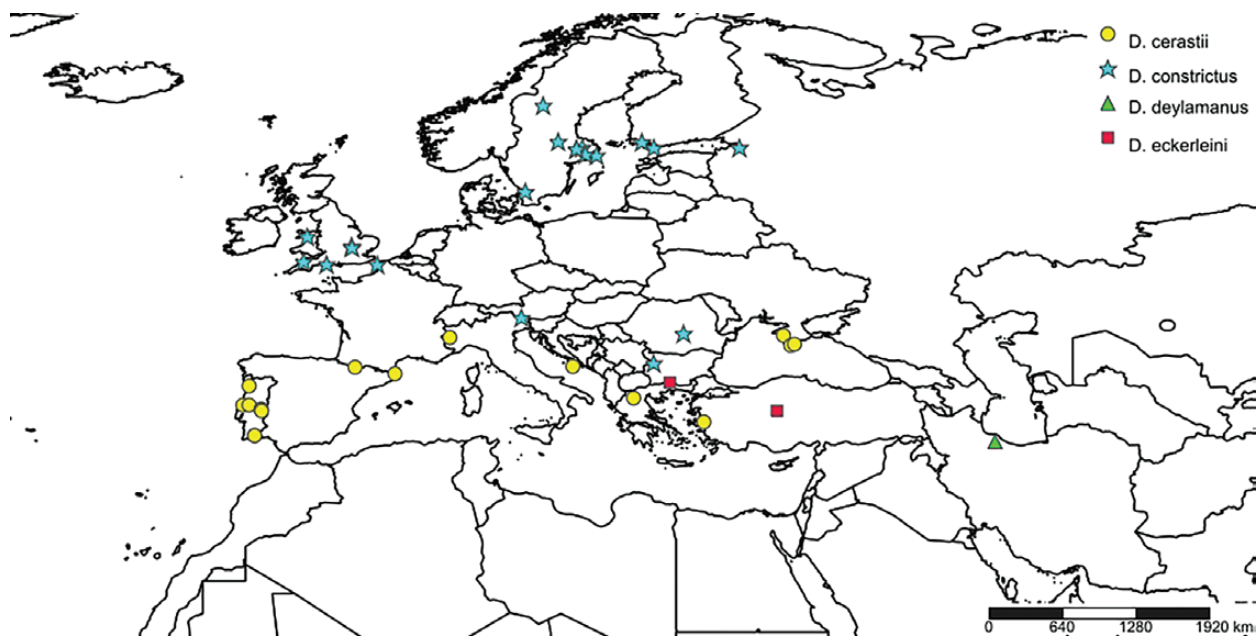 D. cerastii
D. constrictus
D. deylamanus
D. eckerleini
0 640 1280 1920 km